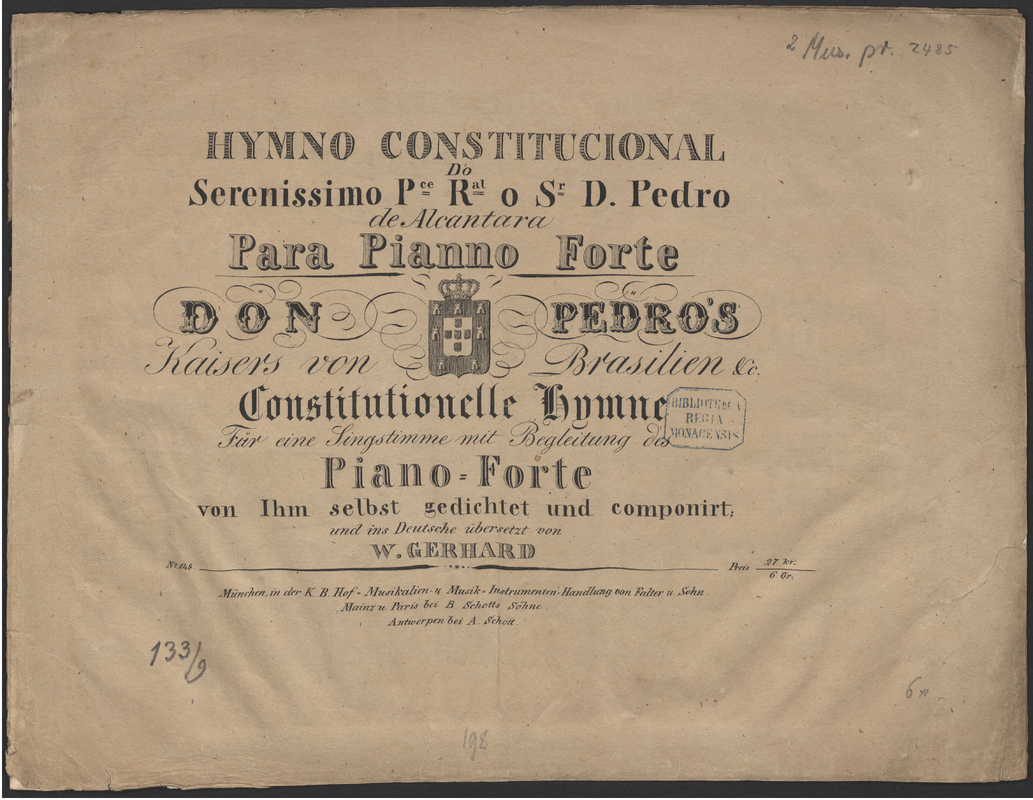 2 Mus. pr. 2485
HYMNO CONSTITUCIONAL
Do
Serenissimo Pce Ral o Sr D. Pedro
de Alcantara
Para Pianno Forte
DON PEDRO'S
Kaisers von Brasilien &c.
Constitutionelle Hymne
BIBLIOTHECA
REGIA
MONACENSIS
Für eine Singstimme mit Begleitung des
Piano=Forte
von Ihm selbst gedichtet und componirt,
und ins Deutsche übersetzt von
W. GERHARD
No 148. Preis 27 kr.
6 Gr.
München, in der K B Hof-Musikalien-u Musik-Instrumenten-Handlung von Falter u. Sohn
Mainz u. Paris bei B Schotts Söhne
Antwerpen bei A. Schott
133/9
198